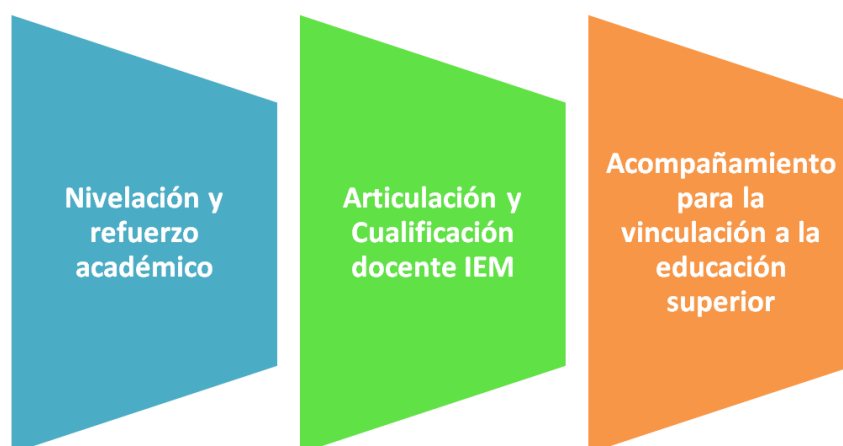 Nivelación y
refuerzo
académico
Articulación y
Cualificación
docente IEM
Acompañamiento
para la
vinculación a la
educación
superior